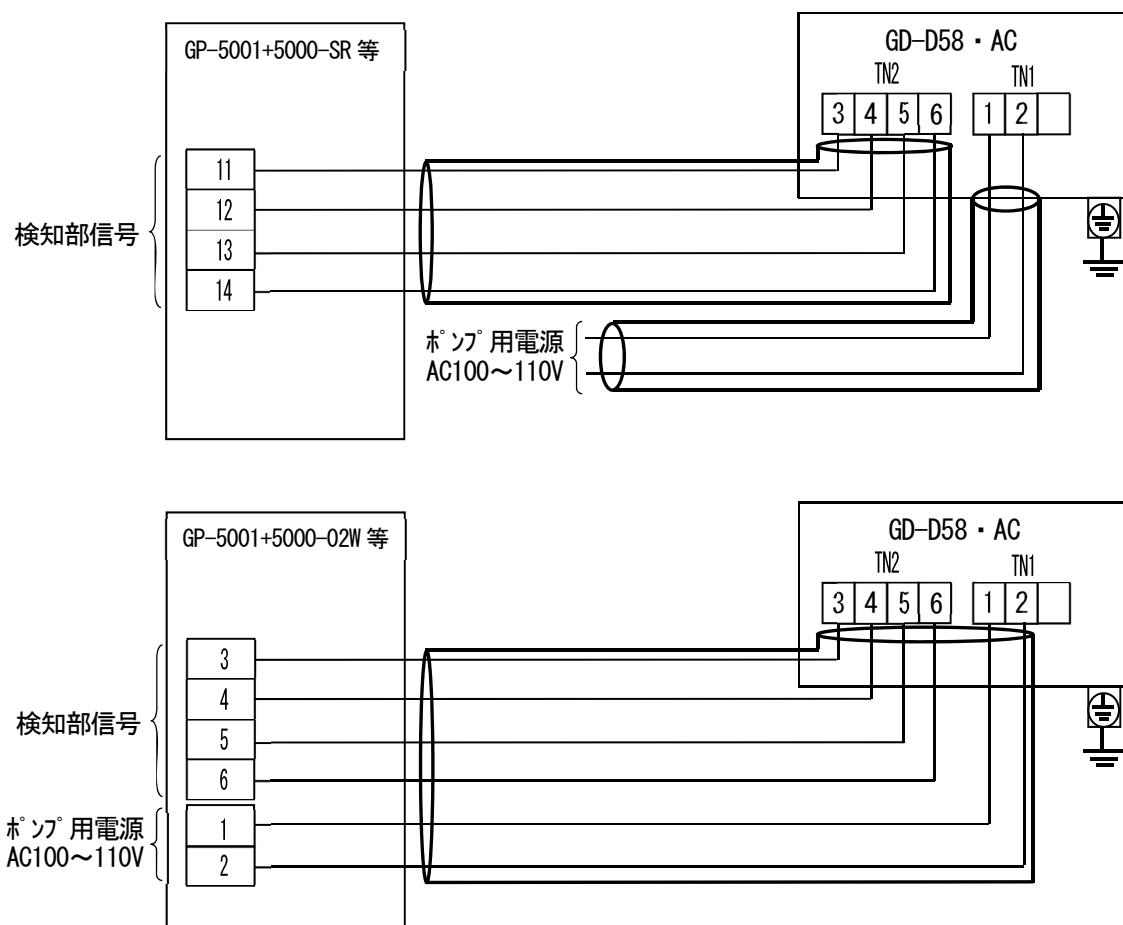 GP-5001+5000-SR 等
GD-D58・AC
TN2
TN1
3 4 5 6
1 2
検知部信号
11
12
13
14
ポンプ用電源
AC100～110V
GP-5001+5000-02W 等
GD-D58・AC
TN2
TN1
3 4 5 6
1 2
検知部信号
3
4
5
6
ポンプ用電源
AC100～110V
1
2